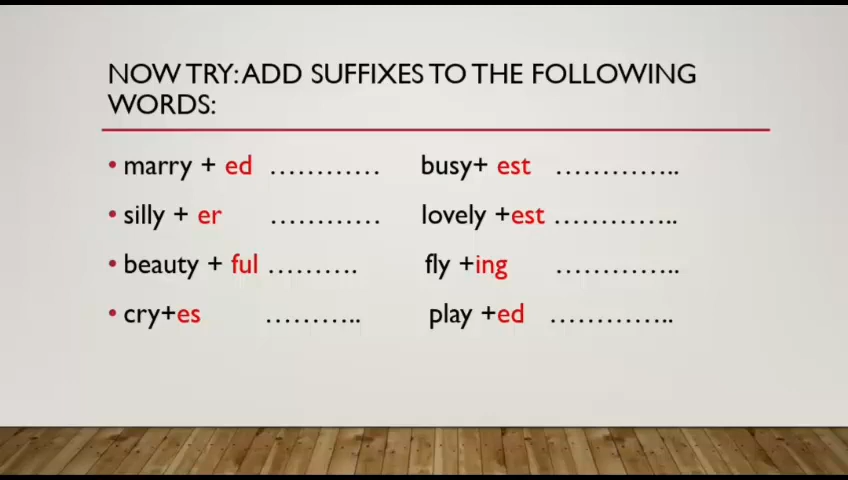 NOW TRY: ADD SUFFIXES TO THE FOLLOWING
WORDS:
• marry + ed ………… busy+ est …………..
• silly + er ………… lovely +est …………..
• beauty + ful ………. fly +ing …………..
• cry+es ……….. play +ed …………..